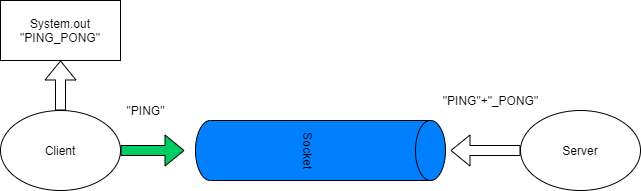 System.out
"PING_PONG"
"PING"
"PING"+"_PONG"
Client
Socket
Server